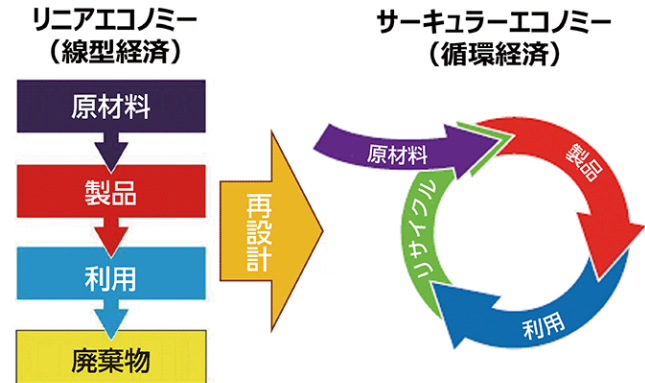 リニアエコノミー
（線型経済）
原材料
製品
利用
廃棄物
再設計
サーキュラーエコノミー
（循環経済）
原材料
製品
利用
リサイクル